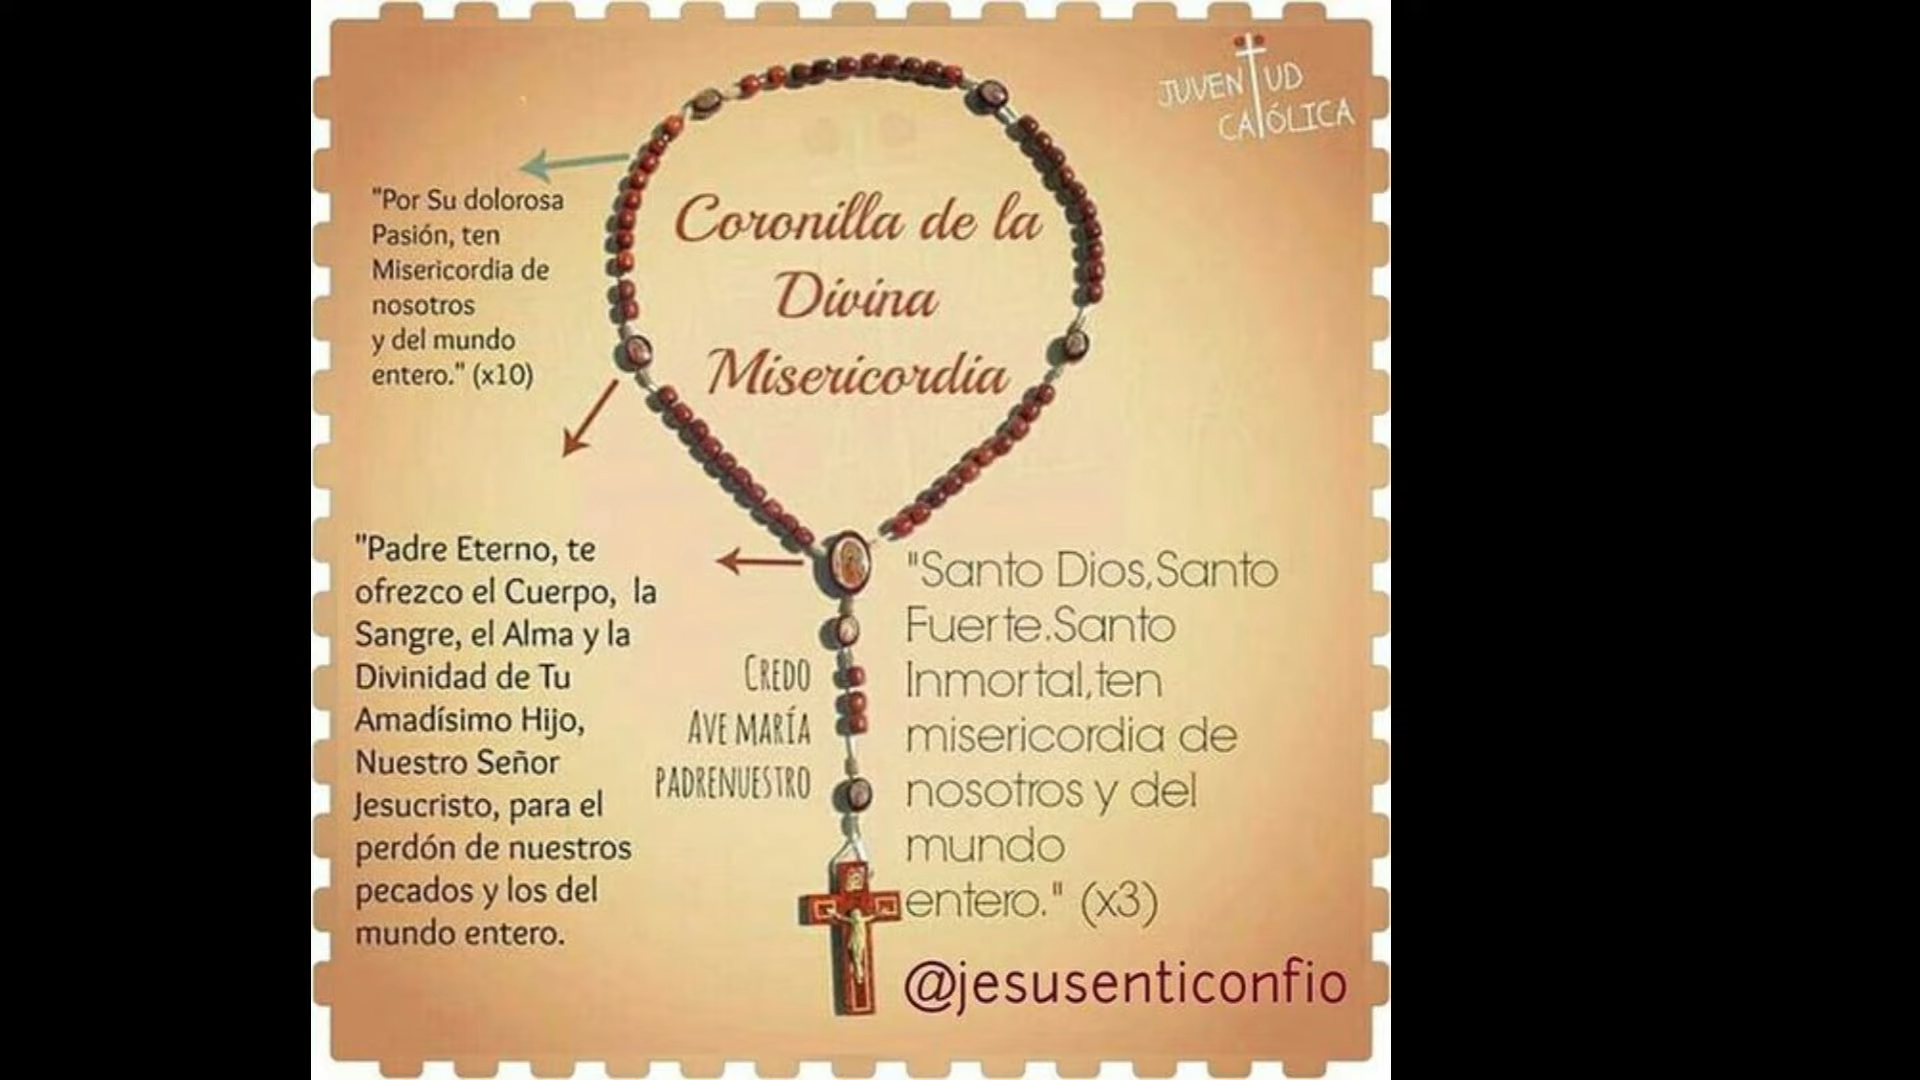 JUVENTUD
CATÓLICA
Coronilla de la
Divina
Misericordia
"Por Su dolorosa
Pasión, ten
Misericordia de
nosotros
y del mundo
entero." (x10)
"Padre Eterno, te
ofrezco el Cuerpo, la
Sangre, el Alma y la
Divinidad de Tu
Amadísimo Hijo,
Nuestro Señor
Jesucristo, para el
perdón de nuestros
pecados y los del
mundo entero.
CREDO
AVE MARÍA
PADRENUESTRO
"Santo Dios,Santo
Fuerte.Santo
Inmortal,ten
misericordia de
nosotros y del
mundo
entero." (x3)
@jesusenticonfio